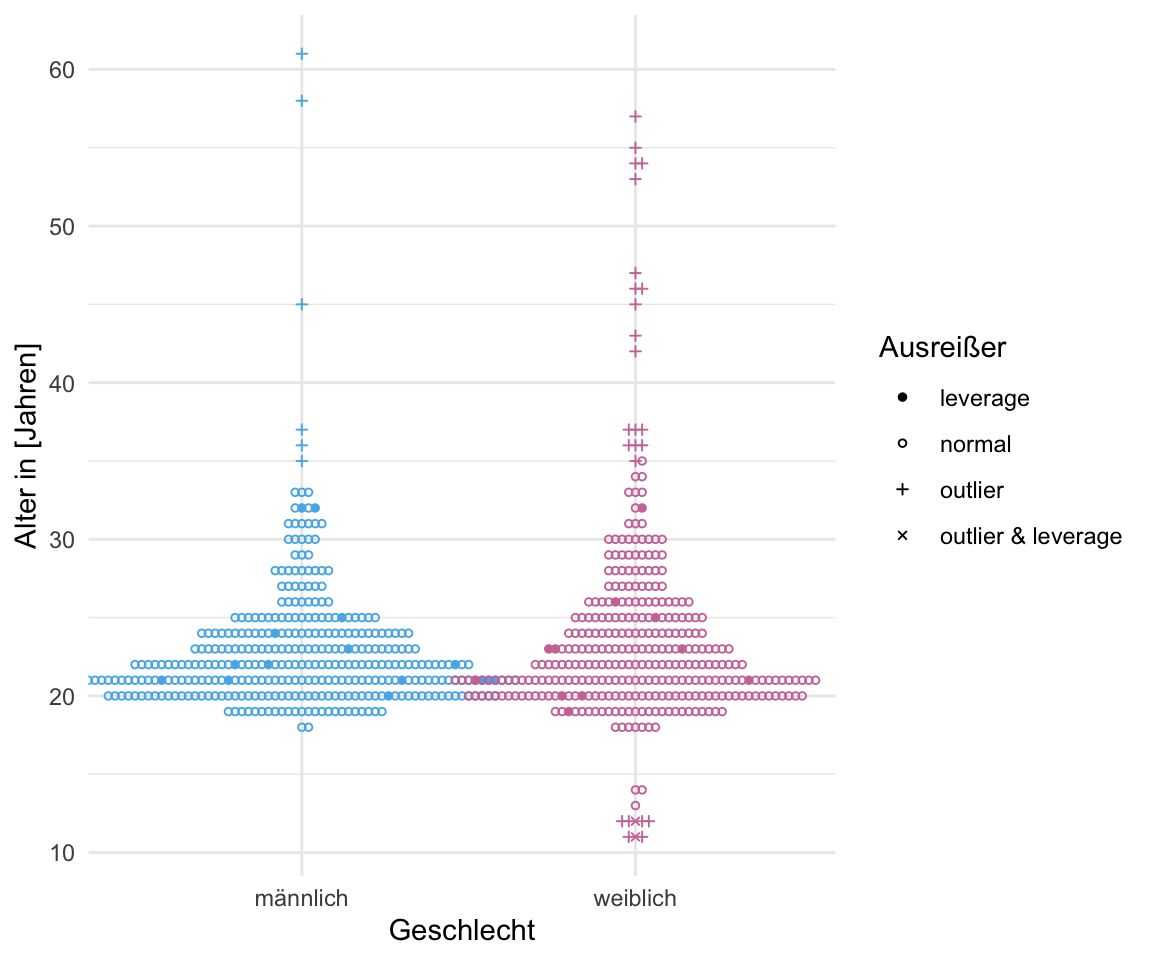 60
50
40
30
20
10
Alter in [Jahren]
männlich
weiblich
Geschlecht
Ausreißer
leverage
normal
outlier
outlier & leverage